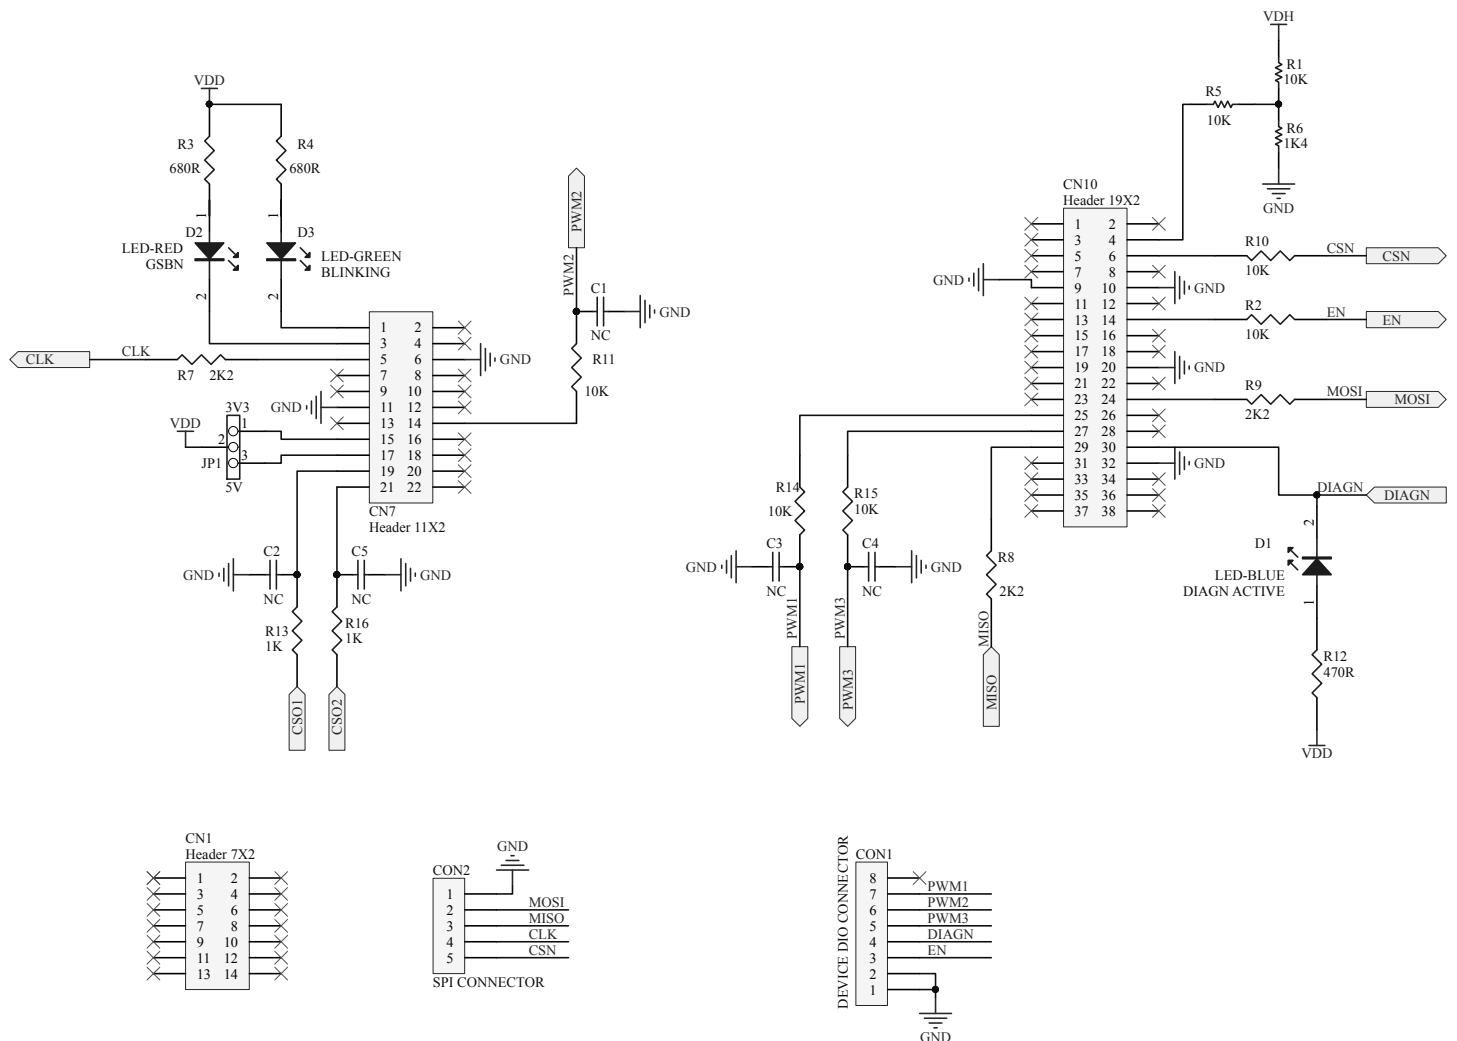 VDD
R3
680R
R4
680R
1
1
D2
LED-RED
GSBN
D3
LED-GREEN
BLINKING
2
2
PWM2
PWM2
C1
NC
GND
R11
10K
CLK
CLK
R7 2K2
1 2
3 4
5 6
7 8
9 10
11 12
13 14
15 16
17 18
19 20
21 22
CN7
Header 11X2
GND
GND
3V3
VDD
1
2
3
JP1
5V
GND
C2
NC
C5
NC
GND
R13
1K
R16
1K
CSO1
CSO2
VDH
R1
10K
R5
10K
R6
1K4
GND
CN10
Header 19X2
1 2
3 4
5 6
7 8
9 10
11 12
13 14
15 16
17 18
19 20
21 22
23 24
25 26
27 28
29 30
31 32
33 34
35 36
37 38
GND
R10
10K
CSN
CSN
GND
R2
10K
EN
EN
GND
R9
2K2
MOSI
MOSI
GND
R14
10K
R15
10K
GND
C3
NC
C4
NC
GND
PWM1
PWM1
PWM3
PWM3
R8
2K2
MISO
MISO
DIAGN
DIAGN
2
D1
LED-BLUE
DIAGN ACTIVE
1
R12
470R
VDD
CN1
Header 7X2
1 2
3 4
5 6
7 8
9 10
11 12
13 14
GND
CON2
1
2 MOSI
3 MISO
4 CLK
5 CSN
SPI CONNECTOR
DEVICE DIO CONNECTOR
CON1
8
7 PWM1
6 PWM2
5 PWM3
4 DIAGN
3 EN
2
1
GND